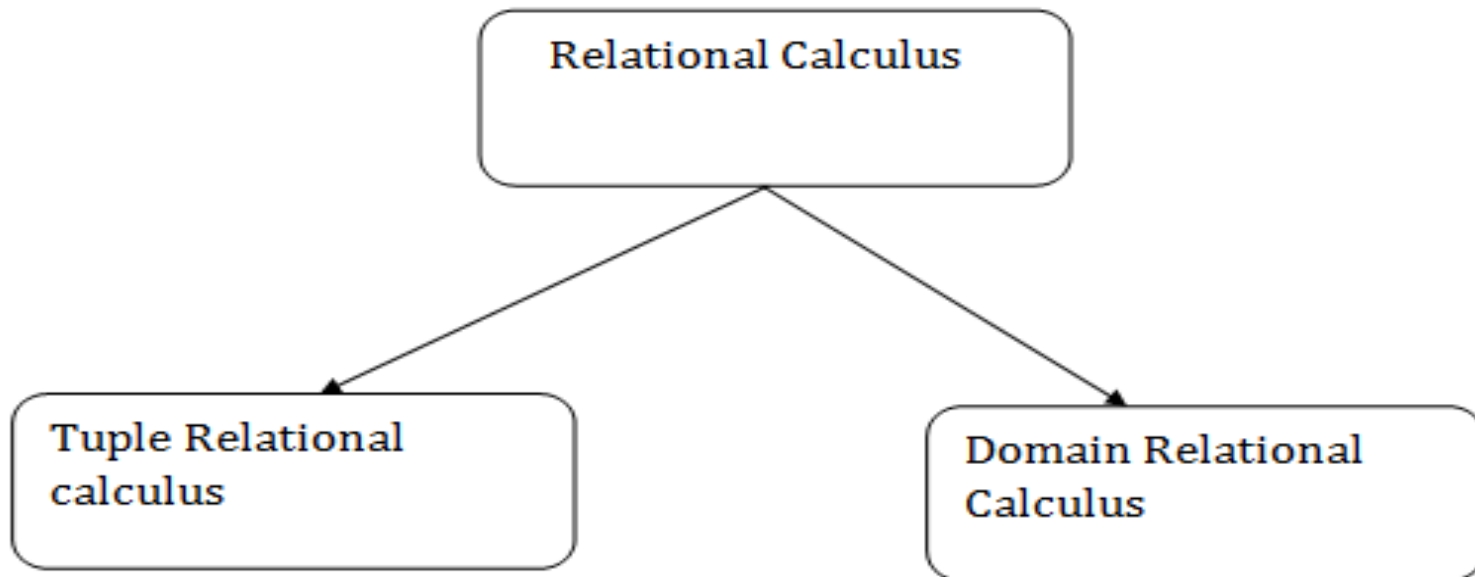 Relational Calculus
Tuple Relational
calculus
Domain Relational
Calculus